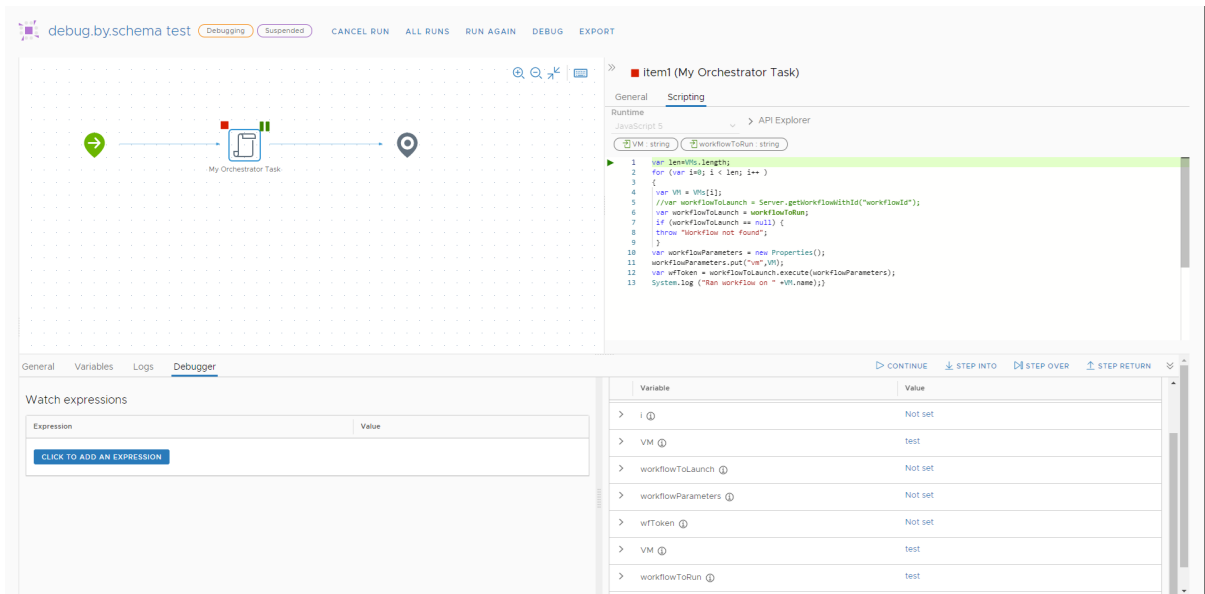 debug.by.schema test Debugging Suspended CANCEL RUN ALL RUNS RUN AGAIN DEBUG EXPORT
My Orchestrator Task
item1 (My Orchestrator Task)
General Scripting
Runtime
JavaScript 5 API Explorer
VM : string workflowToRun : string
1 var len=VMs.length;
2 for (var i=0; i < len; i++ )
3 {
4 var VM = VMs[i];
5 //var workflowToLaunch = Server.getWorkflowWithId("workflowId");
6 var workflowToLaunch = workflowToRun;
7 if (workflowToLaunch == null) {
8 throw "Workflow not found";
9 }
10 var workflowParameters = new Properties();
11 workflowParameters.put("vm",VM);
12 var wfToken = workflowToLaunch.execute(workflowParameters);
13 System.log ("Ran workflow on " +VM.name);}
General Variables Logs Debugger
CONTINUE STEP INTO STEP OVER STEP RETURN
Watch expressions
Expression Value
CLICK TO ADD AN EXPRESSION
Variable Value
i Not set
VM test
workflowToLaunch Not set
workflowParameters Not set
wfToken Not set
VM test
workflowToRun test